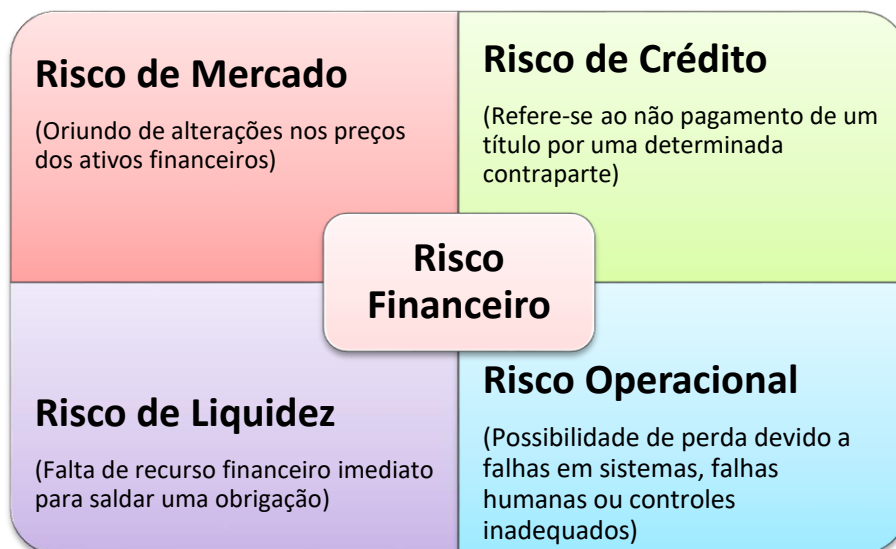 Risco de Mercado
(Oriundo de alterações nos preços
dos ativos financeiros)
Risco de Crédito
(Refere-se ao não pagamento de um
título por uma determinada
contraparte)
Risco
Financeiro
Risco de Liquidez
(Falta de recurso financeiro imediato
para saldar uma obrigação)
Risco Operacional
(Possibilidade de perda devido a
falhas em sistemas, falhas
humanas ou controles
inadequados)